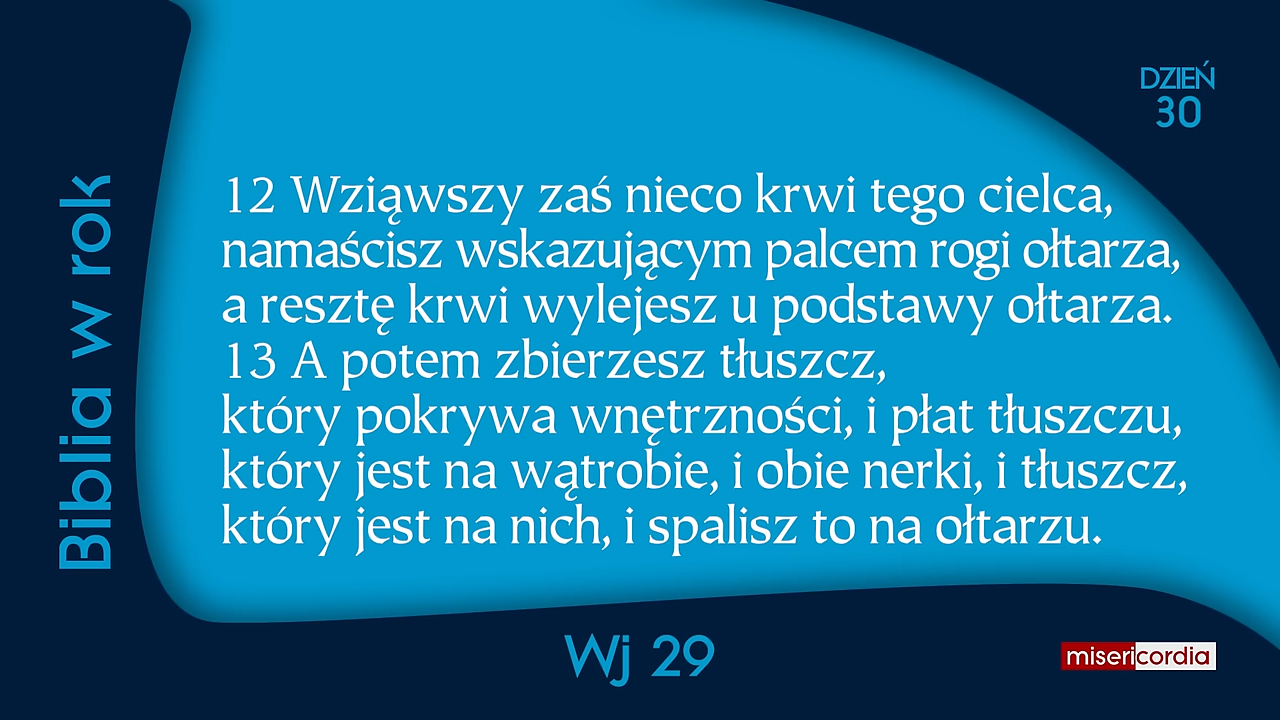 DZIEŃ
30
Biblia w rok
12 Wziąwszy zaś nieco krwi tego cielca,
namaścisz wskazującym palcem rogi ołtarza,
a resztę krwi wylejesz u podstawy ołtarza.
13 A potem zbierzesz tłuszcz,
który pokrywa wnętrzności, i płat tłuszczu,
który jest na wątrobie, i obie nerki, i tłuszcz,
który jest na nich, i spalisz to na ołtarzu.
Wj 29
misericordia